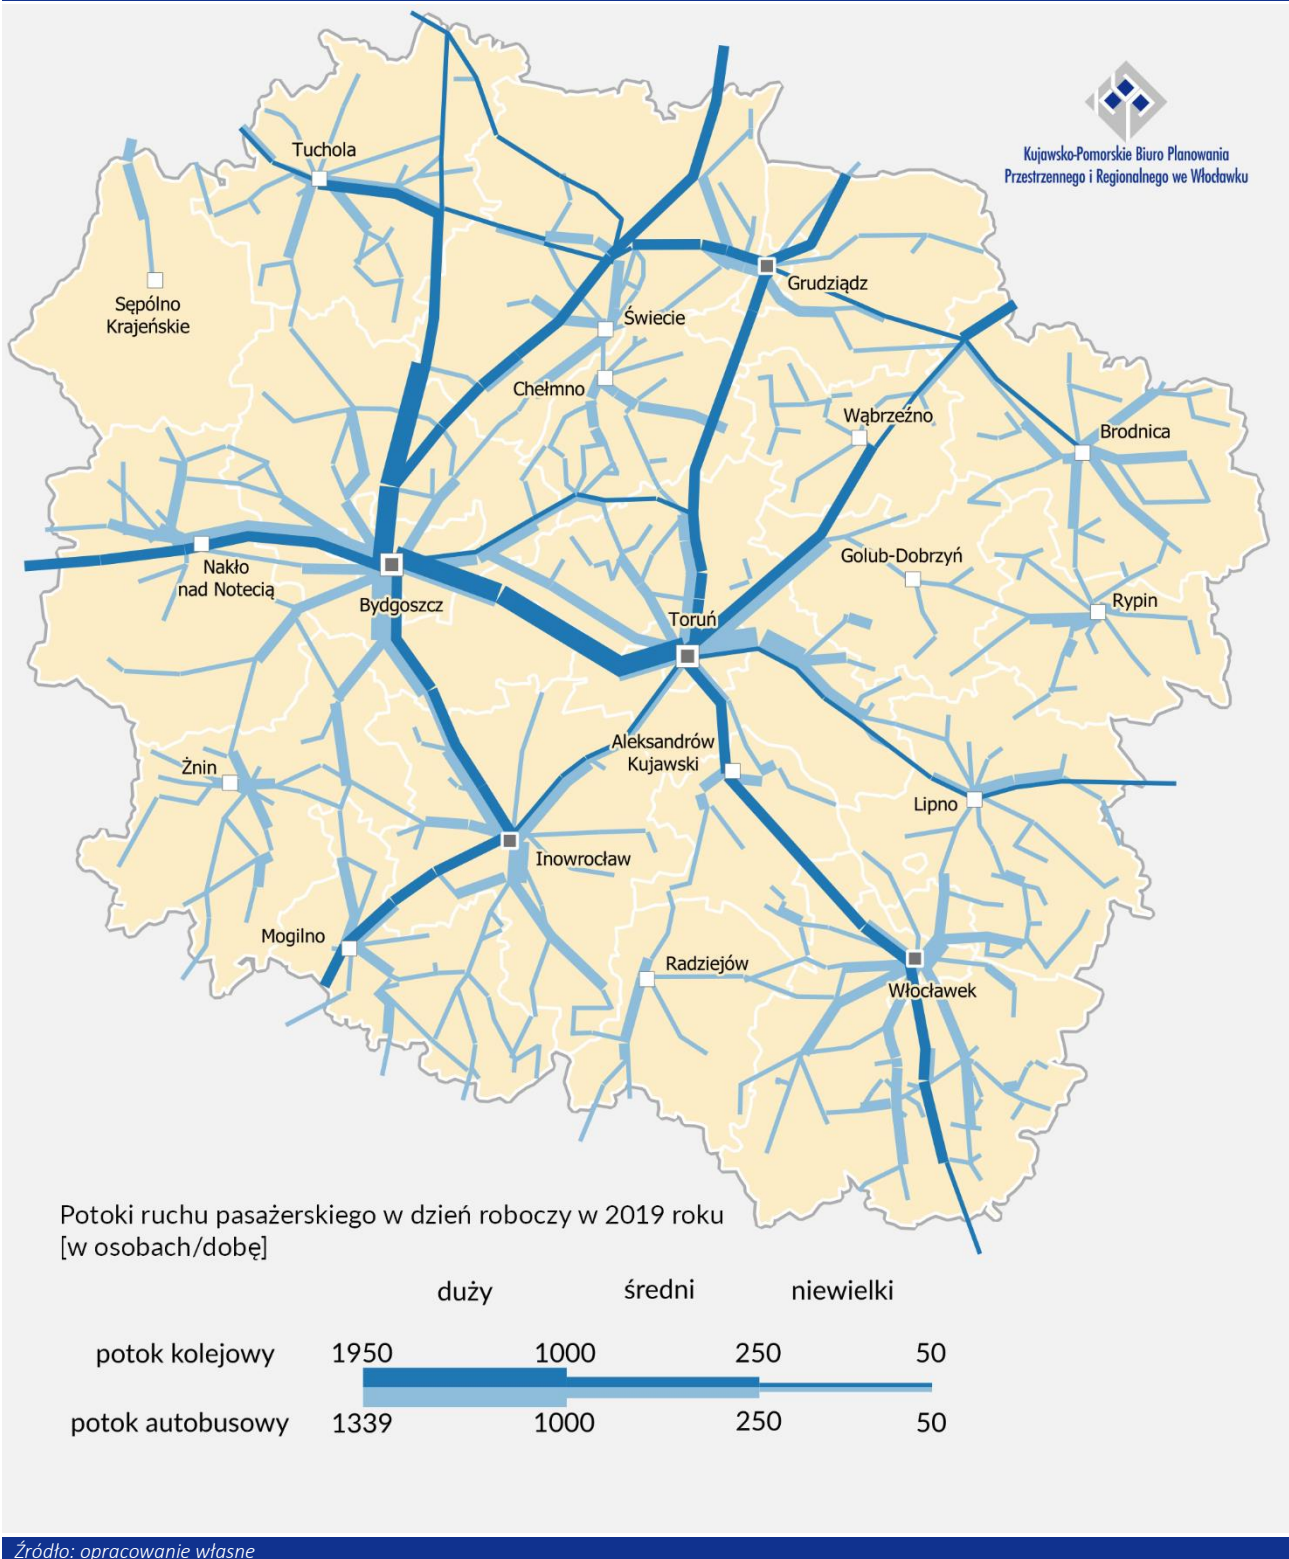 Kujawsko-Pomorskie Biuro Planowania
Przestrzennego i Regionalnego we Włocławku
Tuchola
Sępólno
Krajeńskie
Grudziądz
Świecie
Chełmno
Wąbrzeźno
Brodnica
Nakło
nad Notecią
Bydgoszcz
Golub-Dobrzyń
Rypin
Toruń
Aleksandrów
Kujawski
Żnin
Lipno
Inowrocław
Mogilno
Radziejów
Włocławek
Potoki ruchu pasażerskiego w dzień roboczy w 2019 roku
[w osobach/dobę]
duży średni niewielki
potok kolejowy 1950 1000 250 50
potok autobusowy 1339 1000 250 50
Źródło: opracowanie własne